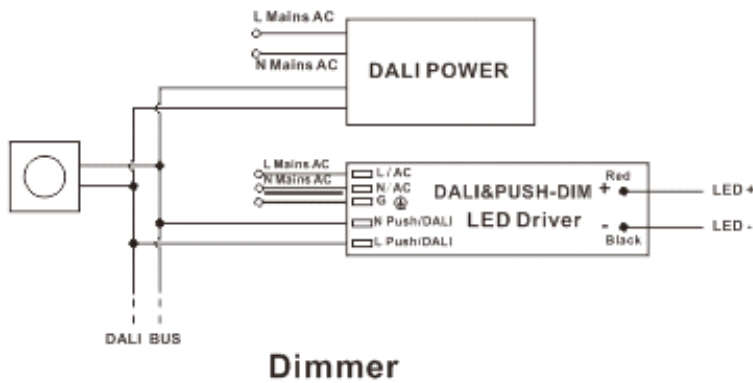 L Mains AC
N Mains AC
DALI POWER
L Mains AC
N Mains AC
L / AC
N/ AC
G
N Push/DALI
L Push/DALI
DALI&PUSH-DIM
LED Driver
Red
+
-
Black
LED +
LED -
DALI BUS
Dimmer